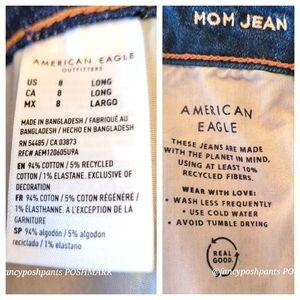 AMERICAN EAGLE
OUTFITTERS
US 8 LONG
CA 8 LONG
MX 8 LARGO
MADE IN BANGLADESH / FABRIQUÉ AU
BANGLADESH / HECHO EN BANGLADESH
RN 54485 / CA 03873
RFC# AEM120605U9A
EN 94% COTTON / 5% RECYCLED
COTTON / 1% ELASTANE. EXCLUSIVE OF
DECORATION
FR 94% COTON / 5% COTON RÉGÉNÉRÉ /
1% ÉLASTHANNE. À L'EXCEPTION DE LA
GARNITURE
SP 94% algodón / 5% algodón
reciclado / 1% elastano
fancyposhpants POSHMARK
MOM JEAN
AMERICAN
EAGLE
THESE JEANS ARE MADE
WITH THE PLANET IN MIND,
USING AT LEAST 10%
RECYCLED FIBERS.
WEAR WITH LOVE:
• WASH LESS FREQUENTLY
• USE COLD WATER
• AVOID TUMBLE DRYING
REAL
GOOD.
@fancyposhpants POSHMARK